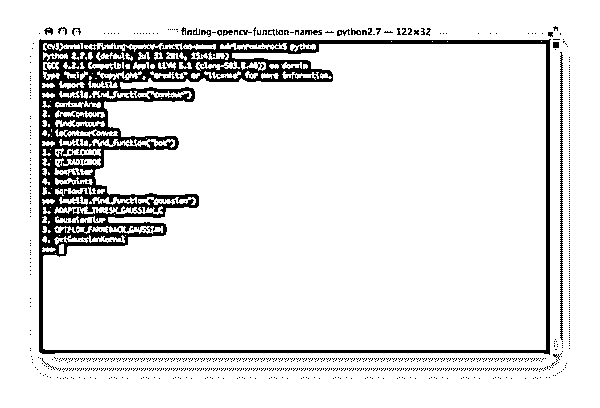 finding-opencv-function-names — python2.7 — 122×32
(cv3)annalee:finding-opencv-function-names adrianrosebrock$ python
Python 2.7.8 (default, Jul 31 2014,
[GCC 4.2.1 Compatible Apple LLVM 5.1 (clang-503.0.40)] on darwin
Type "help", "copyright", "credits" or "license" for more information.
>>> import imutils
>>> imutils.find_function("contour")
1. contourArea
2. drawContours
3. findContours
4. isContourConvex
>>> imutils.find_function("box")
1. QT_CHECKBOX
2. QT_RADIOBOX
3. boxFilter
4. boxPoints
5. sqrBoxFilter
>>> imutils.find_function("gaussian")
1. ADAPTIVE_THRESH_GAUSSIAN_C
2. GaussianBlur
3. OPTFLOW_FARNEBACK_GAUSSIAN
4. getGaussianKernel
>>>